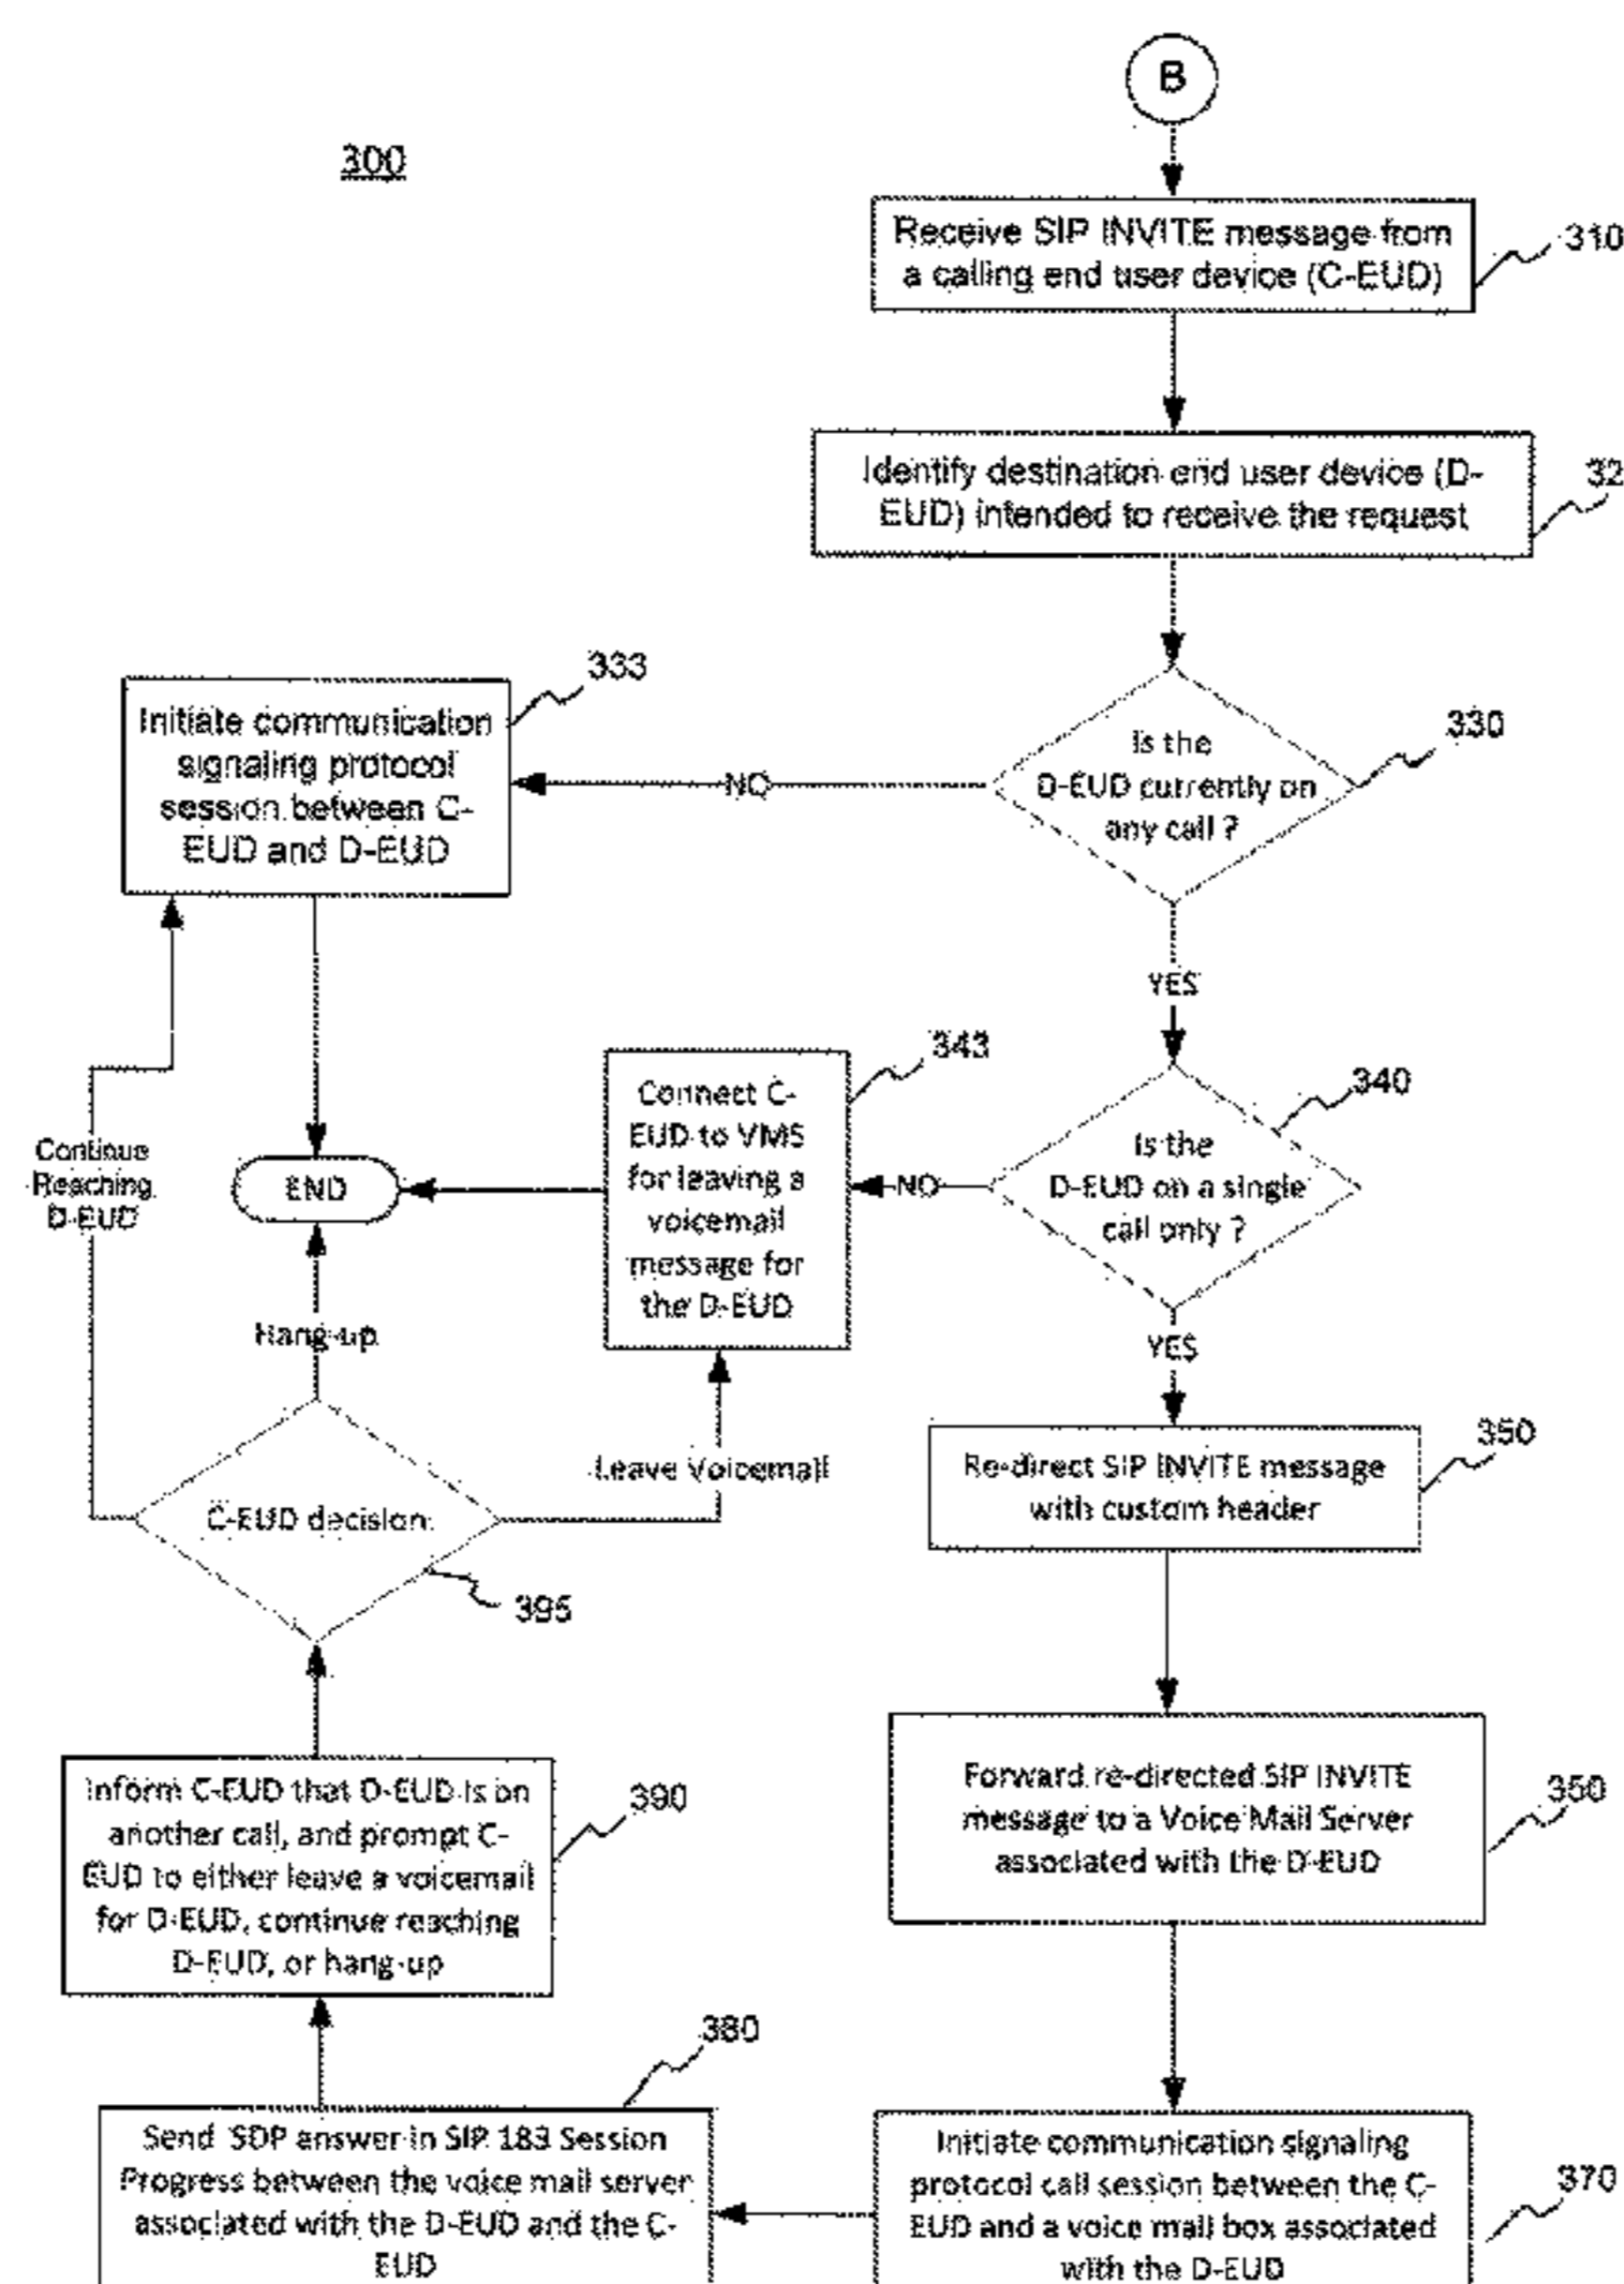 B
300
Receive SIP INVITE message from
a calling end user device (C-EUD)
310
Identify destination end user device (D-
EUD) intended to receive the request
32
333
Initiate communication
signaling protocol
session between C-
EUD and D-EUD
NO
Is the
D-EUD currently on
any call ?
330
YES
343
Connect C-
EUD to VMS
for leaving a
voicemail
message for
the D-EUD
NO
340
Is the
D-EUD on a single
call only ?
Continue
Reaching
D-EUD
END
Hang-up
YES
Leave Voicemail
C-EUD decision
395
350
Re-direct SIP INVITE message
with custom header
Forward re-directed SIP INVITE
message to a Voice Mail Server
associated with the D-EUD
350
Inform C-EUD that D-EUD is on
another call, and prompt C-
EUD to either leave a voicemail
for D-EUD, continue reaching
D-EUD, or hang-up
390
380
Send SDP answer in SIP 183 Session
Progress between the voice mail server
associated with the D-EUD and the C-
EUD
Initiate communication signaling
protocol call session between the C-
EUD and a voice mail box associated
with the D-EUD
370